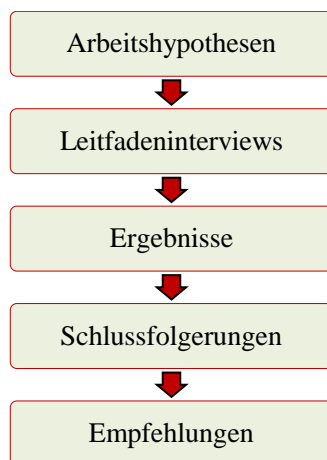 Arbeitshypothesen
Leitfadeninterviews
Ergebnisse
Schlussfolgerungen
Empfehlungen